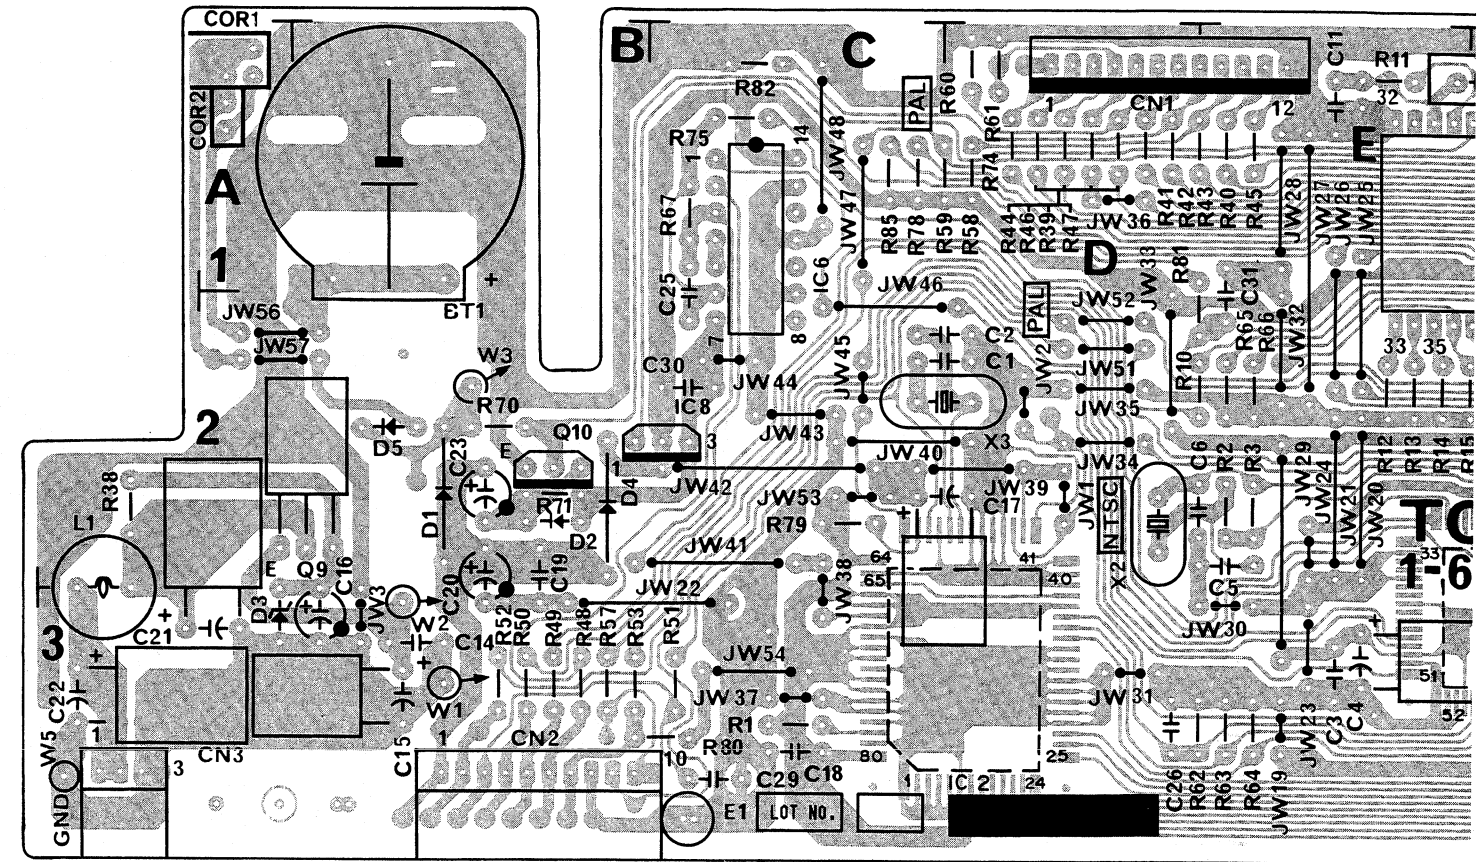 COR1
COR2
A
1
BT1
+
JW56
JW57
2
R38
L1
3
D5
W3
R70
C23
E
Q10
R71
D1
D2
D4
C30
IC8
1
3
E
Q9
C16
D3
JW3
W2
C20
C19
C21
+
C14
+
W1
C22
+
W5
1
3
CN3
GND
C15
1
CN2
10
R52
R50
R49
R48
R57
R53
R51
B
C
R82
R75
1
14
R67
C25
7
8
IC6
JW48
JW47
PAL
R60
R61
R74
1
CN1
12
C11
R11
32
E
R85
R78
R59
R58
R44
R46
R39
R47
JW36
R41
R42
R43
R40
R45
JW28
JW27
JW26
JW25
D
JW46
PAL
JW52
JW33
R81
C31
R65
R66
JW32
JW45
C2
C1
JW2
JW51
R10
33
35
JW44
JW43
X3
JW35
JW40
JW34
JW42
JW53
JW39
C17
JW1
NTSC
X2
C6
R2
R3
JW29
JW24
JW21
JW20
R12
R13
R14
R15
R79
+
JW41
JW22
JW38
64
65
41
40
C5
JW30
TC
1-6
33
JW54
JW37
R1
R80
C29
C18
80
1
IC2
24
25
JW31
C26
R62
R63
R64
JW19
JW23
C3
C4
+
51
52
E1
LOT NO.